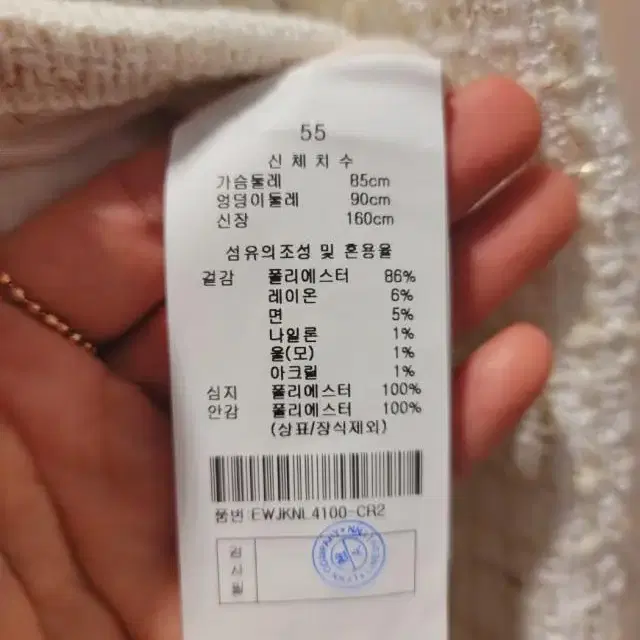 55
신체치수
가슴둘레 85cm
엉덩이둘레 90cm
신장 160cm
섬유의조성 및 혼용율
겉감 폴리에스터 86%
레이온 6%
면 5%
나일론 1%
울(모) 1%
아크릴 1%
심지 폴리에스터 100%
안감 폴리에스터 100%
(상표/장식제외)
품번:EWJKNL4100-CR2
검사필